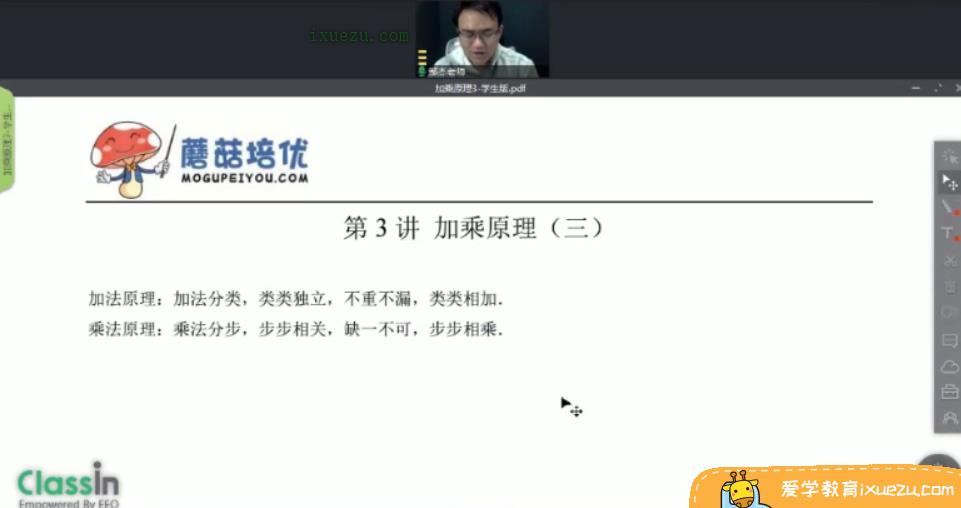 ixuezu.com
加乘原理3-学生版.pdf
蘑菇培优
MOGUPEIYOU.COM
第 3 讲 加乘原理（三）
加法原理：加法分类，类类独立，不重不漏，类类相加.
乘法原理：乘法分步，步步相关，缺一不可，步步相乘.
ClassIn
Empowered By EEO
爱学教育ixuezu.com